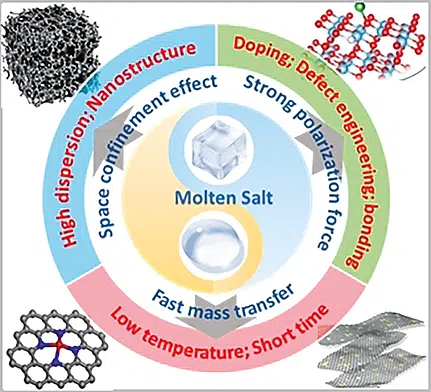 High dispersion; Nanostructure
Doping; Defect engineering; bonding
Space confinement effect
Strong polarization force
Molten Salt
Fast mass transfer
Low temperature; Short time